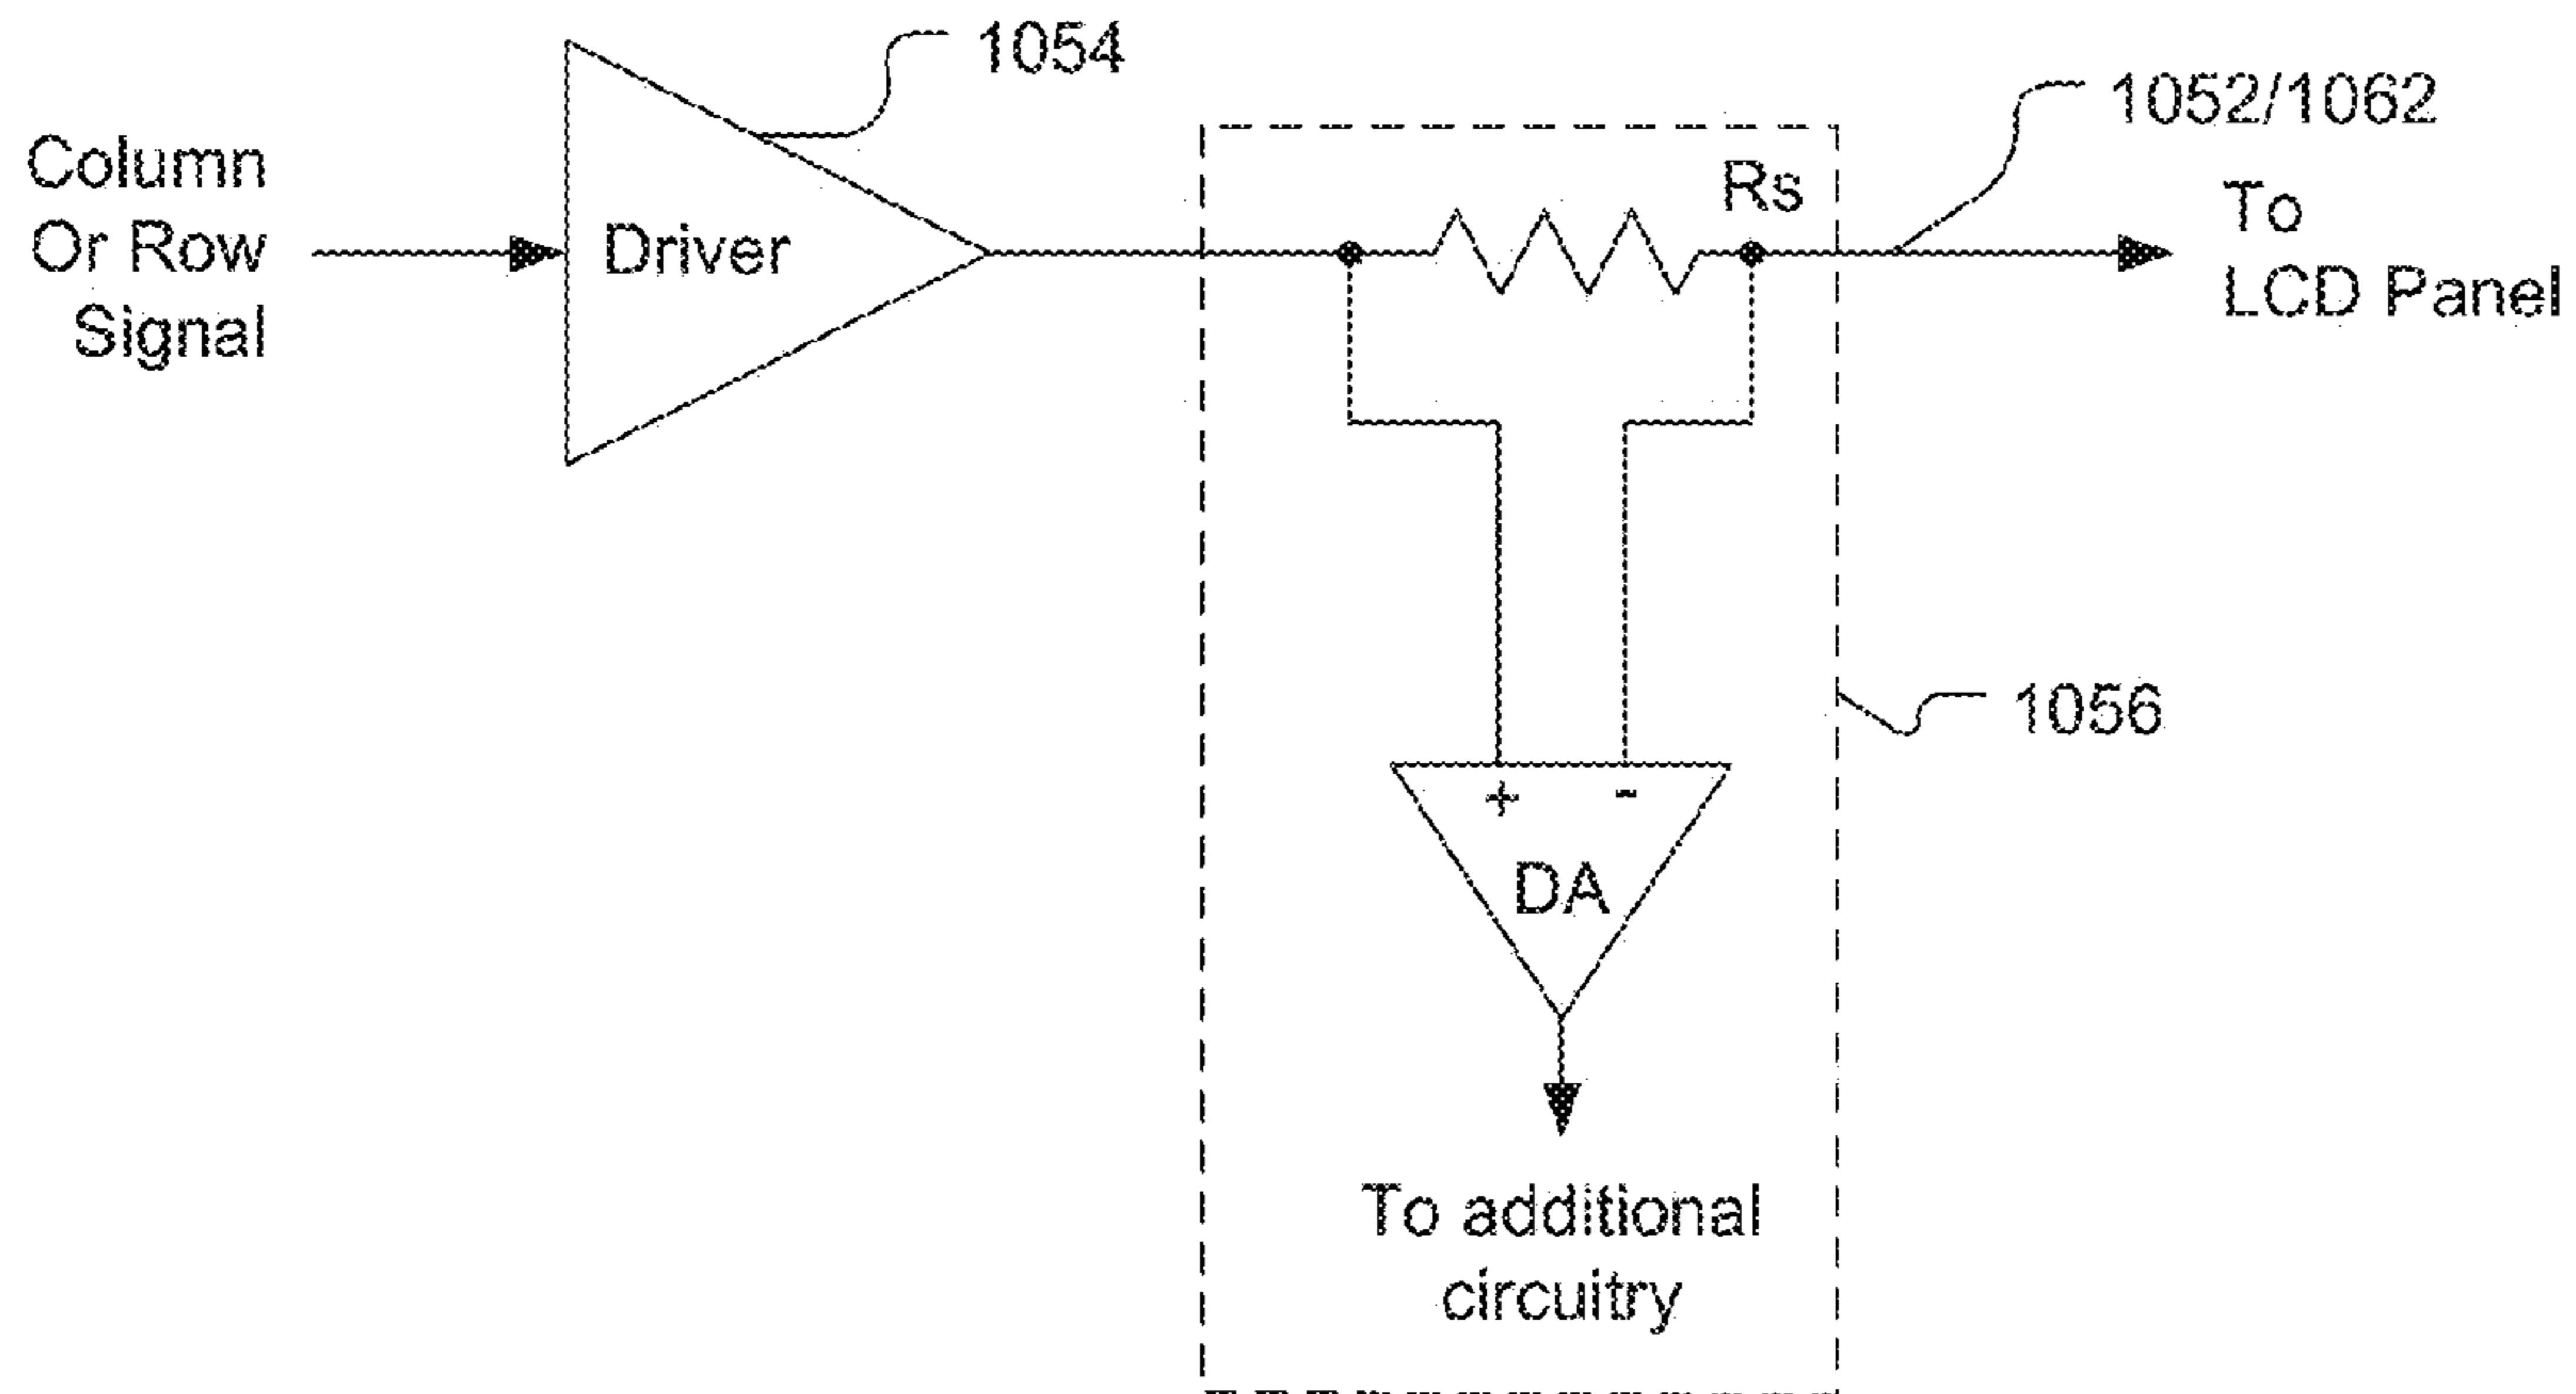 1054
1052/1062
Column
Or Row
Signal
Driver
Rs
To
LCD Panel
1056
+ -
DA
To additional
circuitry